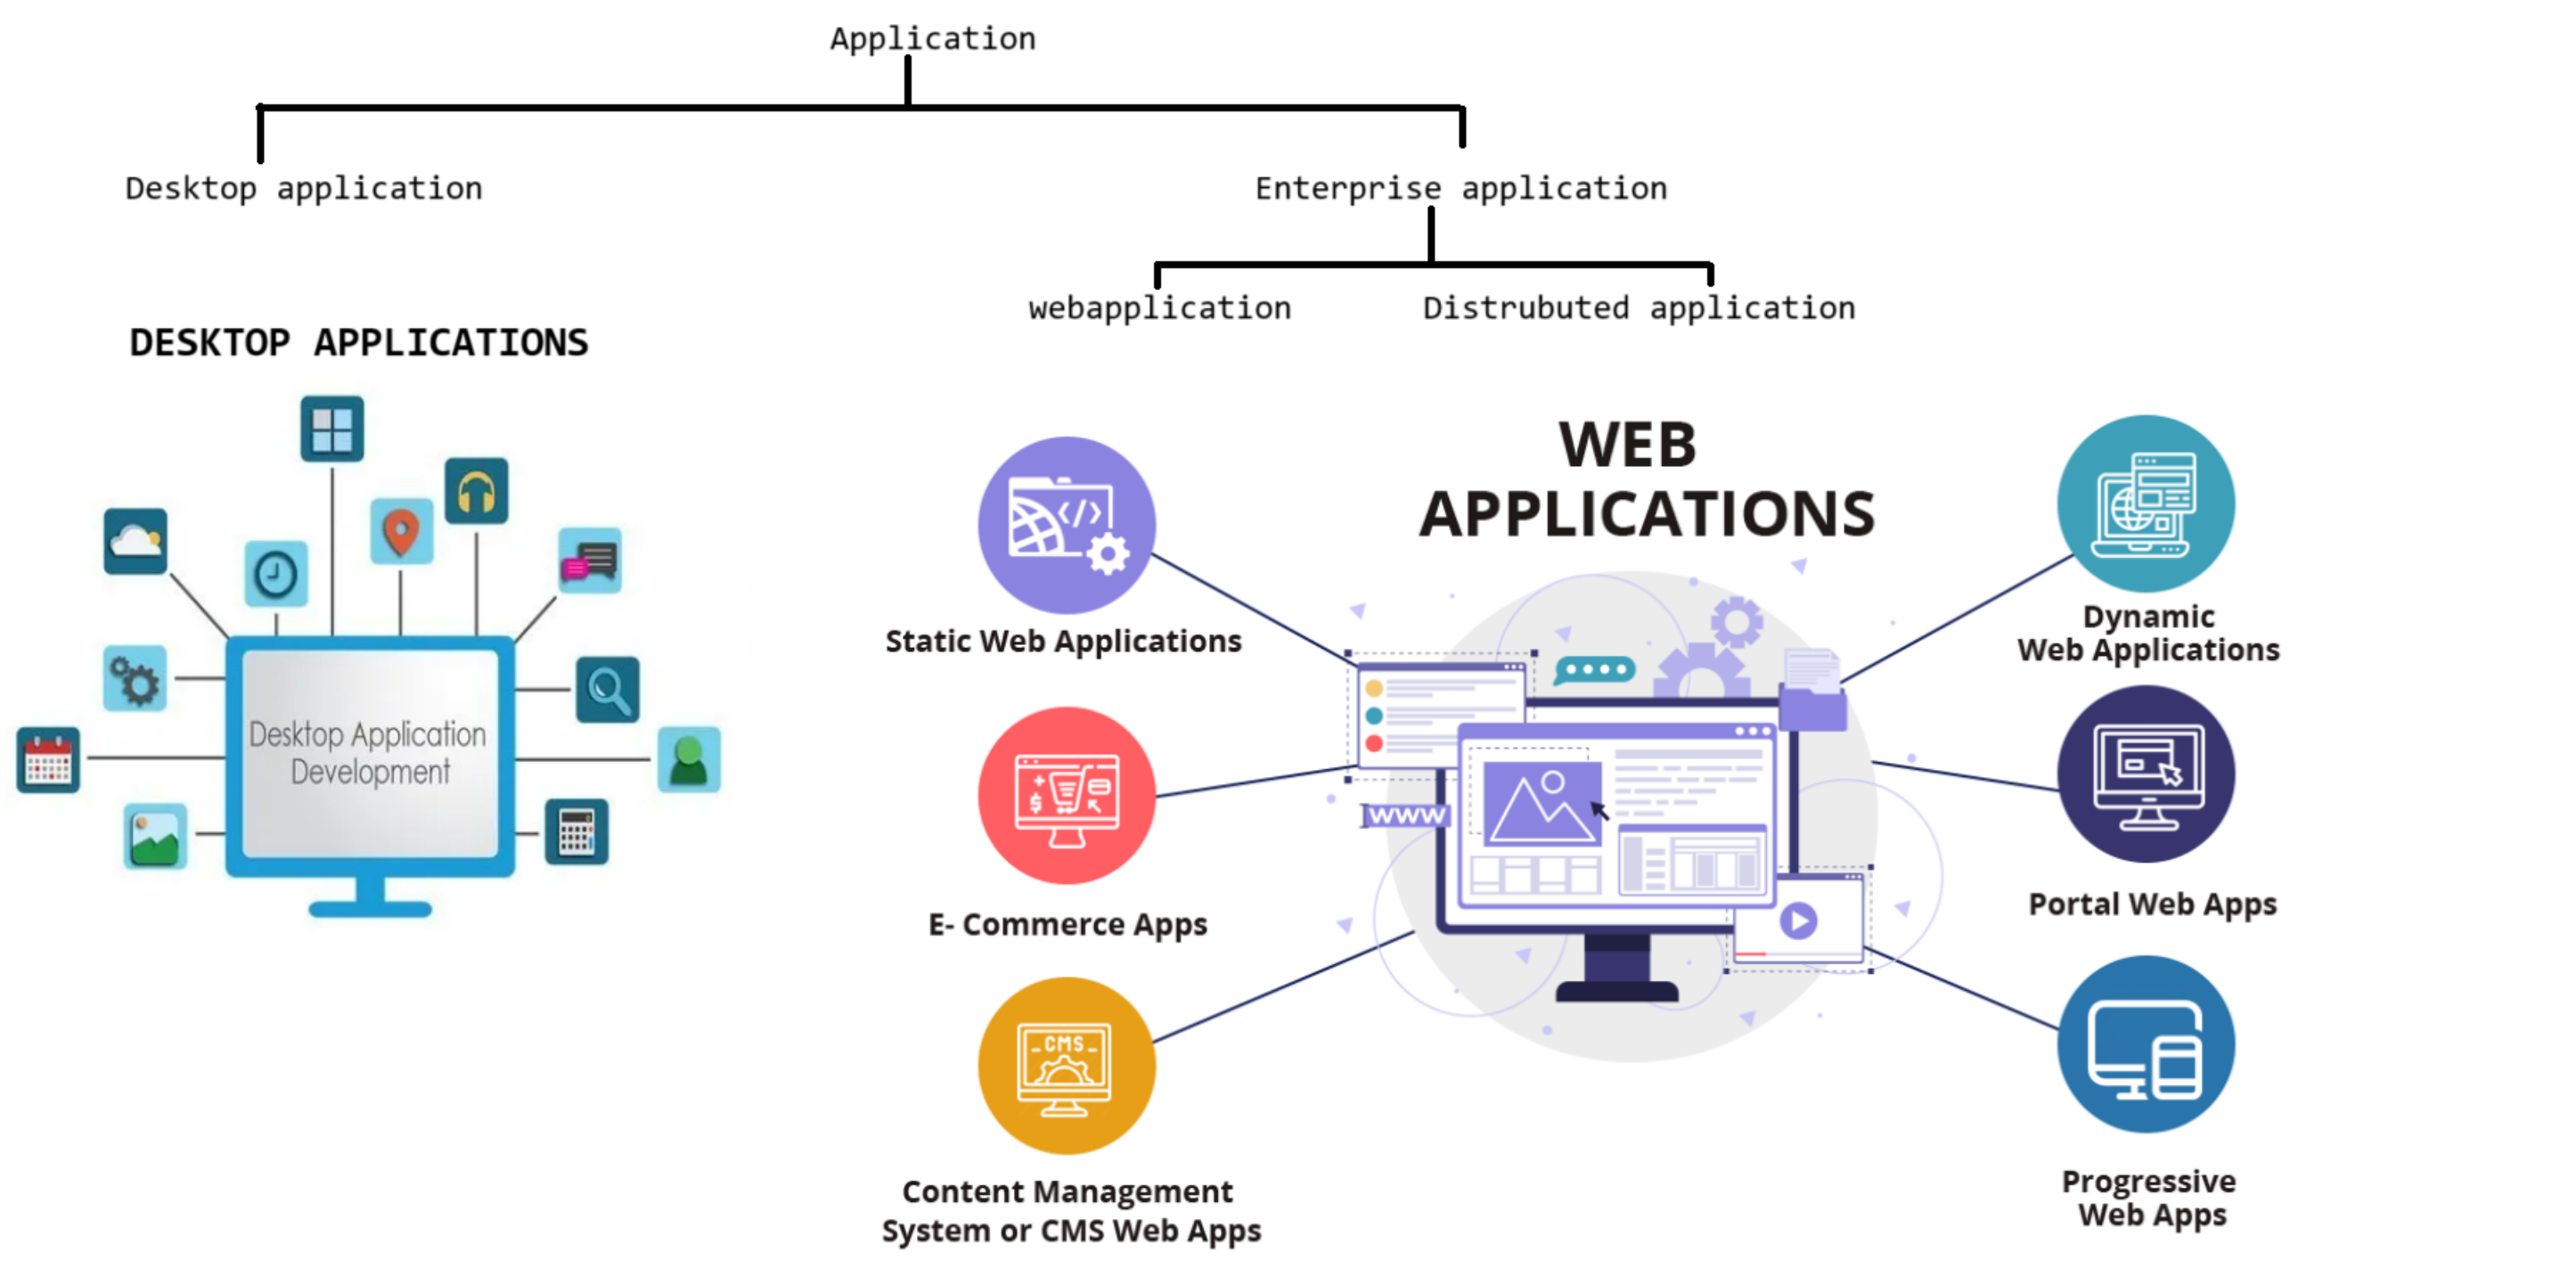 Application
Desktop application
Enterprise application
webapplication
Distrubuted application
DESKTOP APPLICATIONS
Desktop Application
Development
WEB
APPLICATIONS
Static Web Applications
Dynamic
Web Applications
WWW
E- Commerce Apps
Portal Web Apps
CMS
Content Management
System or CMS Web Apps
Progressive
Web Apps